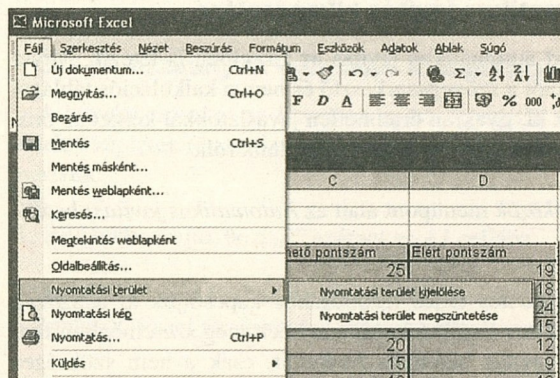 Microsoft Excel
Fájl Szerkesztés Nézet Beszúrás Formátum Eszközök Adatok Ablak Súgó
Új dokumentum... Ctrl+N
Megnyitás... Ctrl+O
F D A % 000
Bezárás
Mentés Ctrl+S
Mentés másként...
C D
Mentés weblapként...
Keresés...
Megtekintés weblapként
hető pontszám Elért pontszám
Oldalbeállítás...
25 19
Nyomtatási terület
Nyomtatási terület kijelölése
18
Nyomtatási kép
24
Nyomtatási terület megszüntetése
15
Nyomtatás... Ctrl+P
20 12
Küldés
15 9